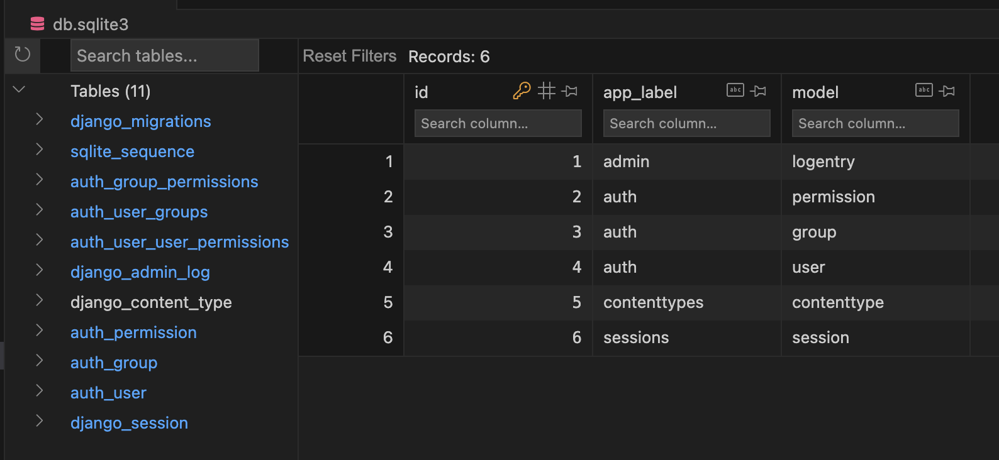 db.sqlite3
Search tables...
Reset Filters Records: 6
Tables (11)
django_migrations
sqlite_sequence
auth_group_permissions
auth_user_groups
auth_user_user_permissions
django_admin_log
django_content_type
auth_permission
auth_group
auth_user
django_session
id app_label abc model abc
Search column... Search column... Search column...
1 1 admin logentry
2 2 auth permission
3 3 auth group
4 4 auth user
5 5 contenttypes contenttype
6 6 sessions session